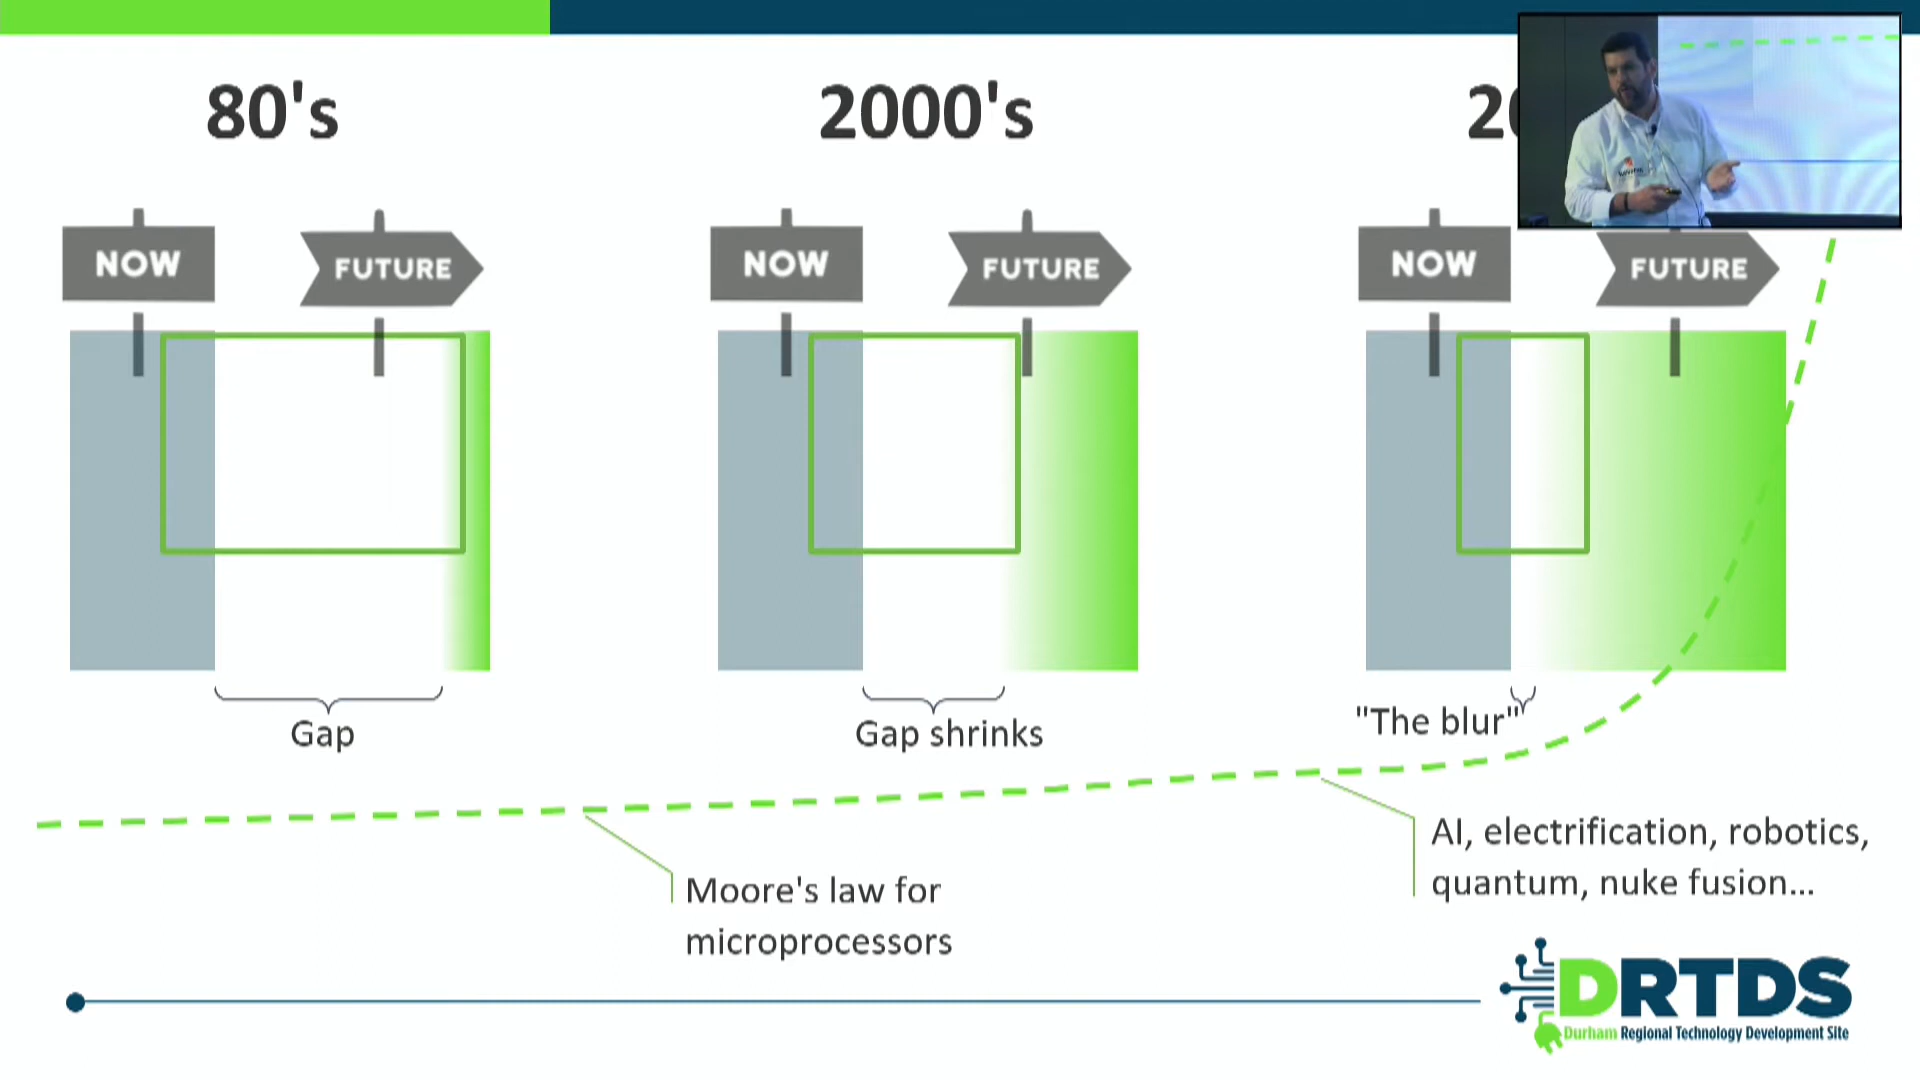 80's
2000's
NOW
FUTURE
NOW
FUTURE
NOW
FUTURE
Gap
Gap shrinks
"The blur"
Moore's law for
microprocessors
AI, electrification, robotics,
quantum, nuke fusion...
DRTDS
Durham Regional Technology Development Site